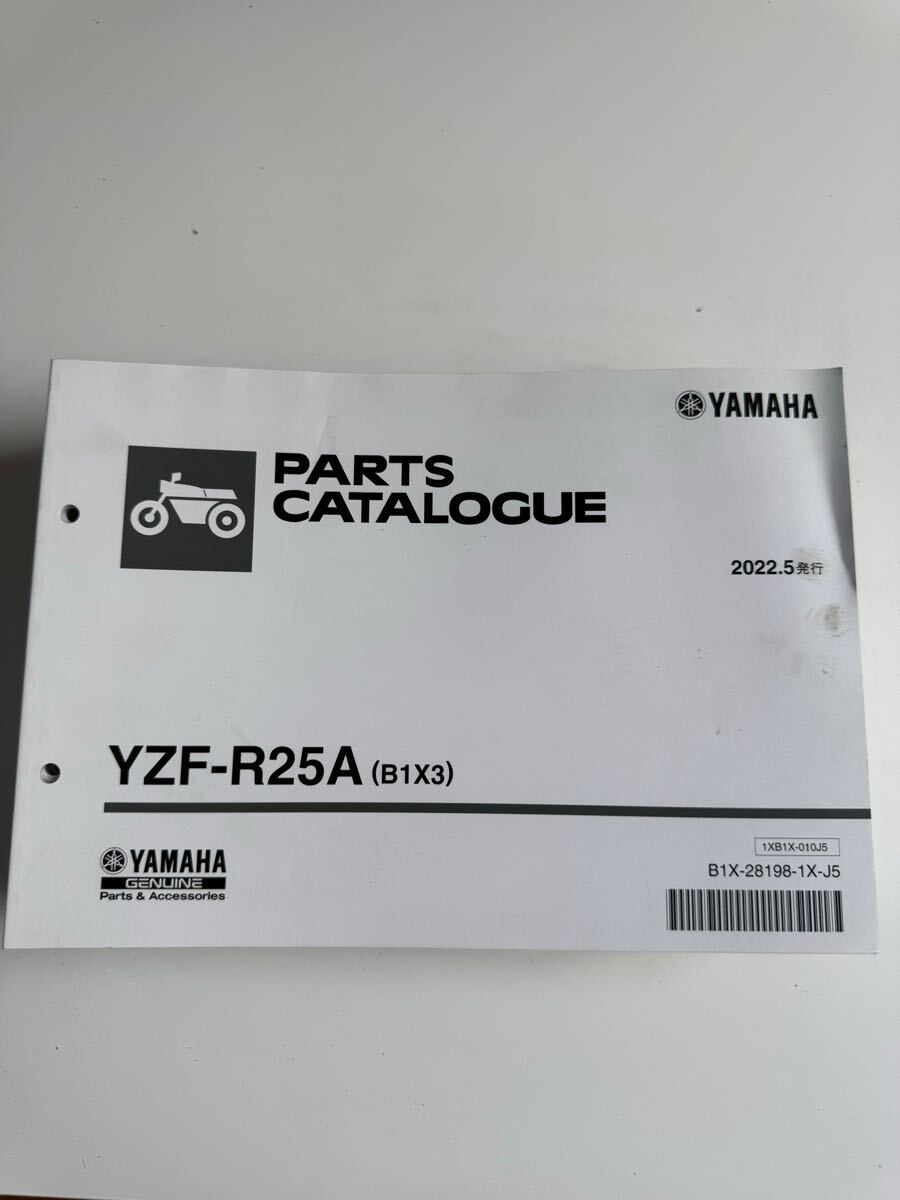 YAMAHA
PARTS
CATALOGUE
2022.5発行
YZF-R25A (B1X3)
YAMAHA
GENUINE
Parts & Accessories
1XB1X-010J5
B1X-28198-1X-J5